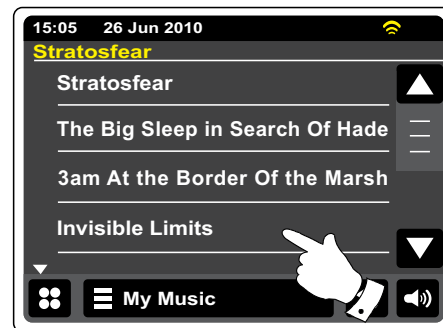 15:05 26 Jun 2010
Stratosfear
Stratosfear
The Big Sleep in Search Of Hade
3am At the Border Of the Marsh
Invisible Limits
My Music